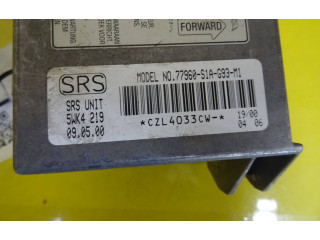 FORWARD
SRS
SRS UNIT
5WK4 219
09.05.00
MODEL NO.77960-S1A-G93-M1
*CZL4033CW-*
19/00
04 06